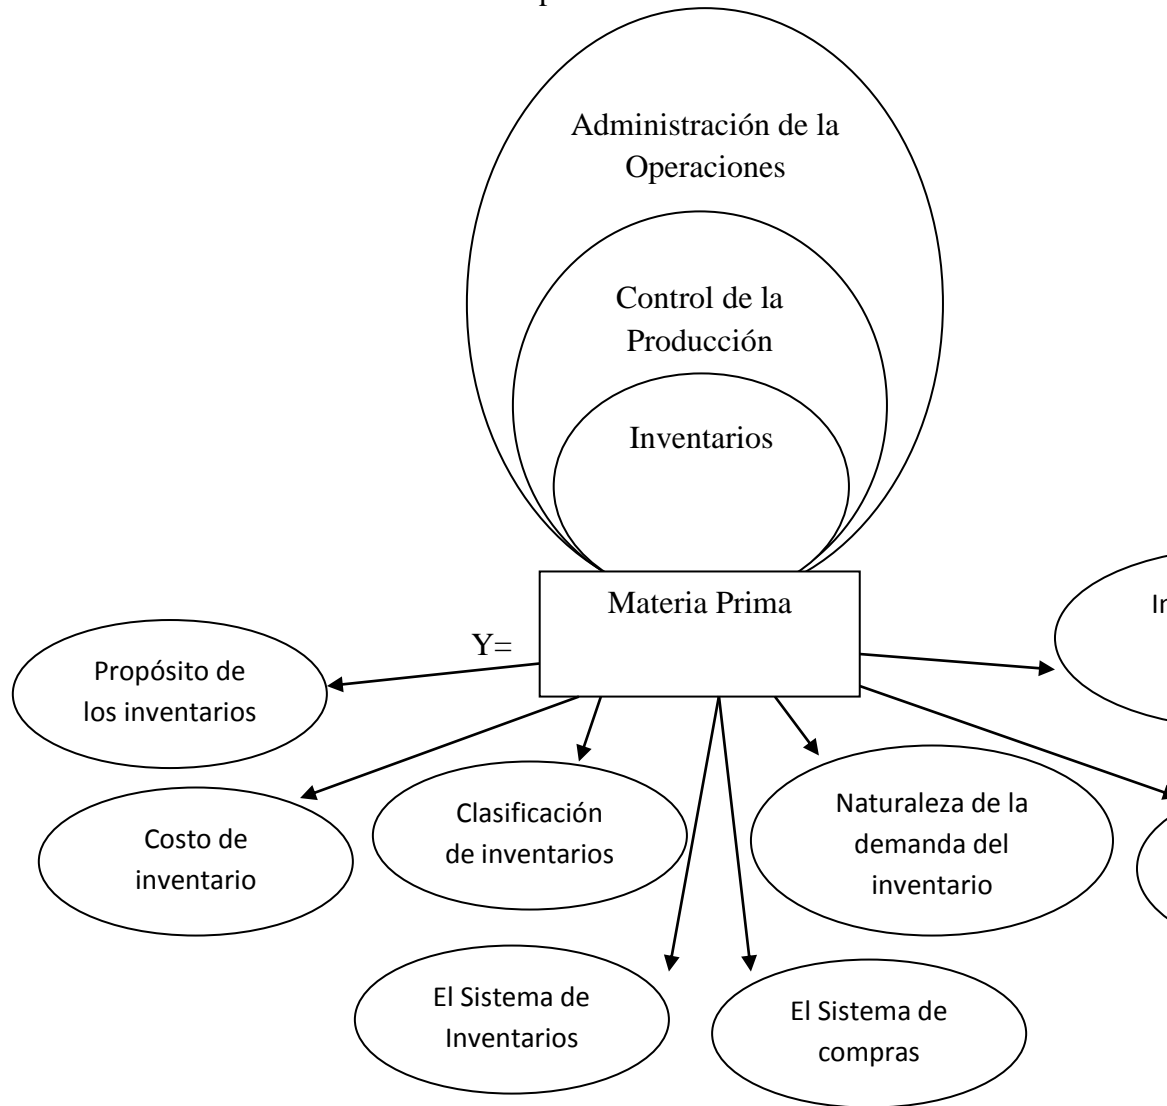 Administración de la
Operaciones
Control de la
Producción
Inventarios
Materia Prima
Y=
Propósito de
los inventarios
Costo de
inventario
Clasificación
de inventarios
Naturaleza de la
demanda del
inventario
El Sistema de
Inventarios
El Sistema de
compras